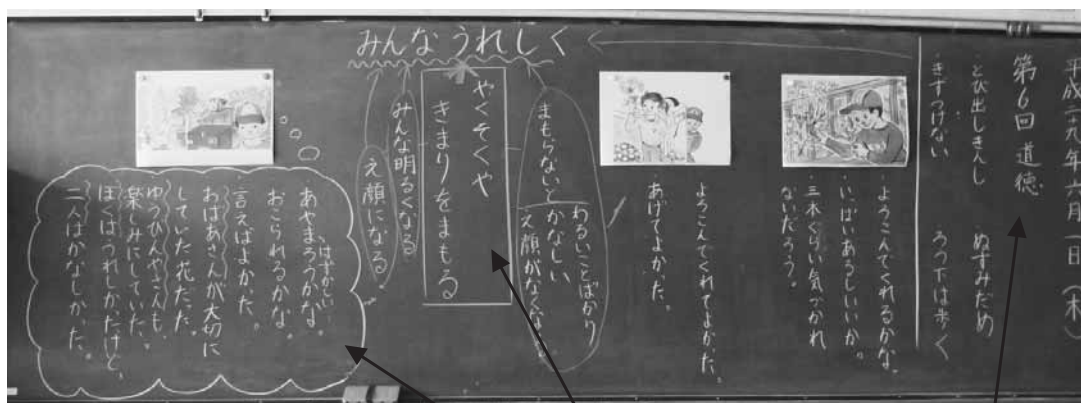 平成二十九年六月一日（木）
第6回 道徳
・とび出しきんし
きずつけない
ぬすみだめ
ろう下は歩く
・よろこんでくれるかな。
・いっぱいあるしいいか。
・三本ぐらい気づかれ
ないだろう。
・よろこんでくれてよかった。
・あげてよかった。
みんなうれしく
まもらないと
わるいことばかり
かなしい
え顔がなくなる
やくそくや
きまりをまもる
みんな明るくなる
え顔になる。
はずかしい
・あやまろうかな。
・おこられるかな。
・言えばよかった。
・おばあさんが大切に
していた花だった。
・ゆうびんやさんも
楽しみにしていた。
・ぼくはうれしかったけど、
二人はかなしかった。